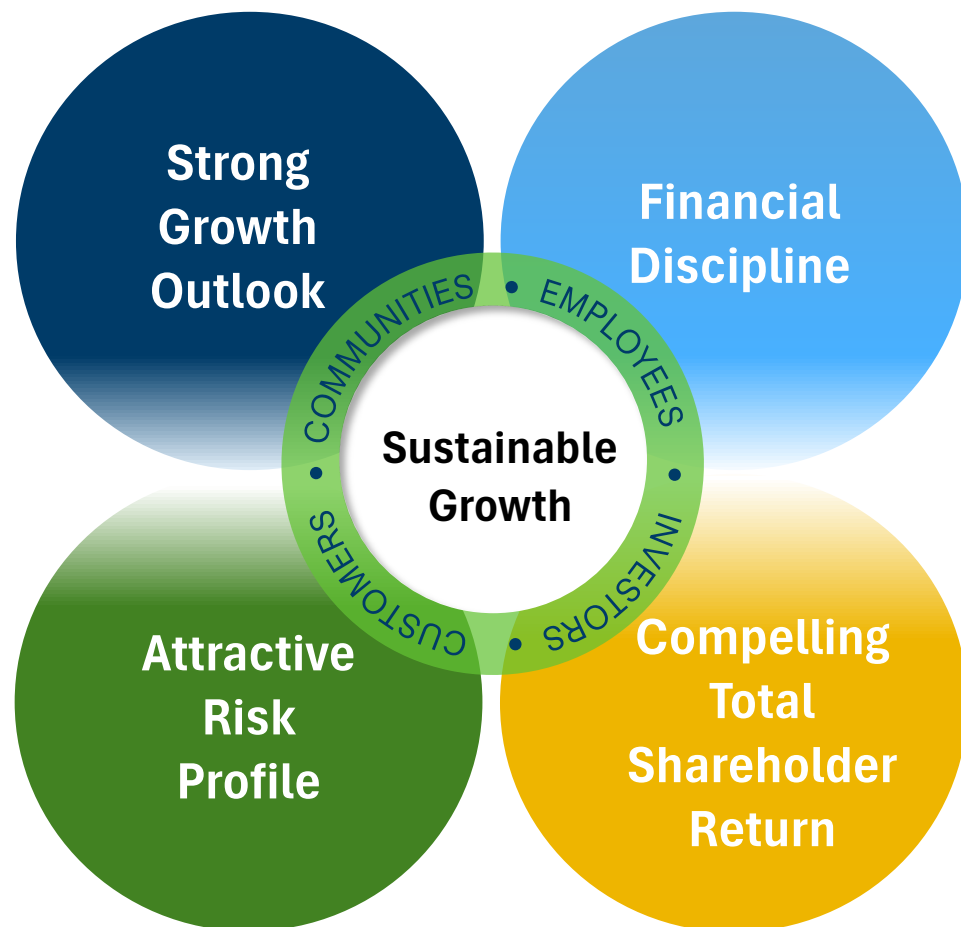 Strong
Growth
Outlook
Financial
Discipline
COMMUNITIES • EMPLOYEES • INVESTORS • CUSTOMERS •
Sustainable
Growth
Attractive
Risk
Profile
Compelling
Total
Shareholder
Return